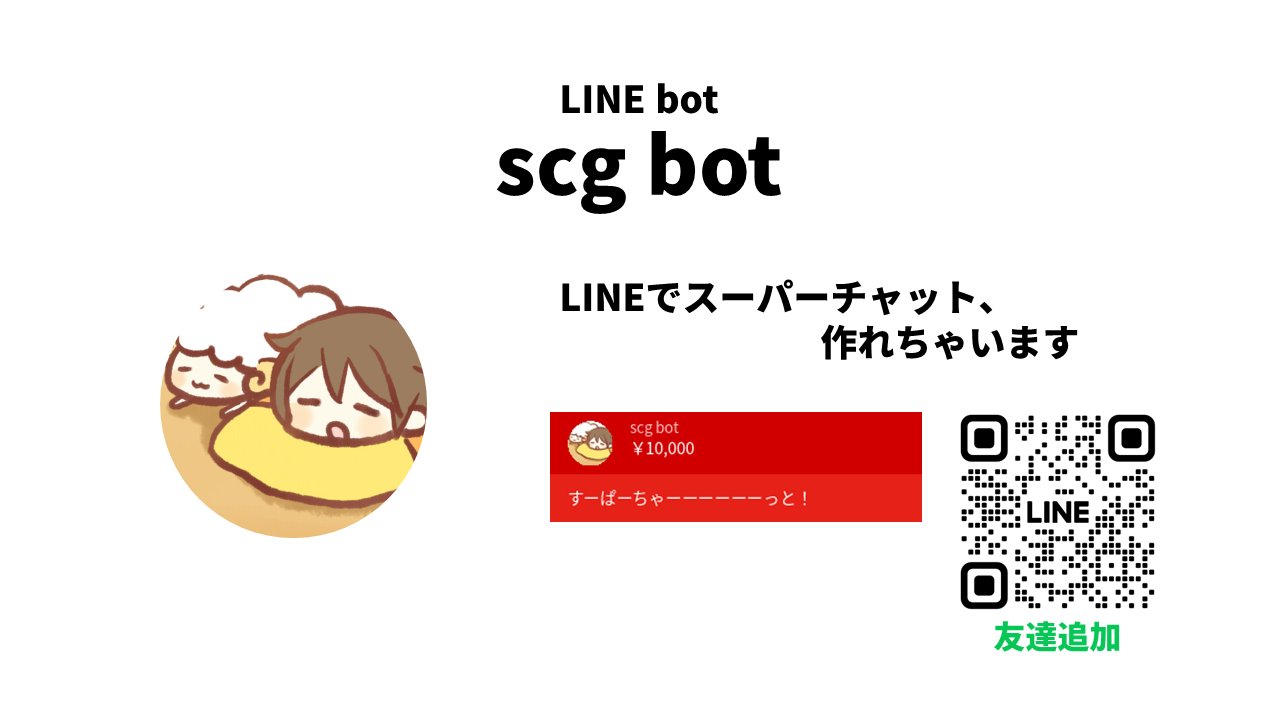 LINE bot
scg bot
LINEでスーパーチャット、
作れちゃいます
scg bot
￥10,000
すーぱーちゃーーーーーーっと！
LINE
友達追加